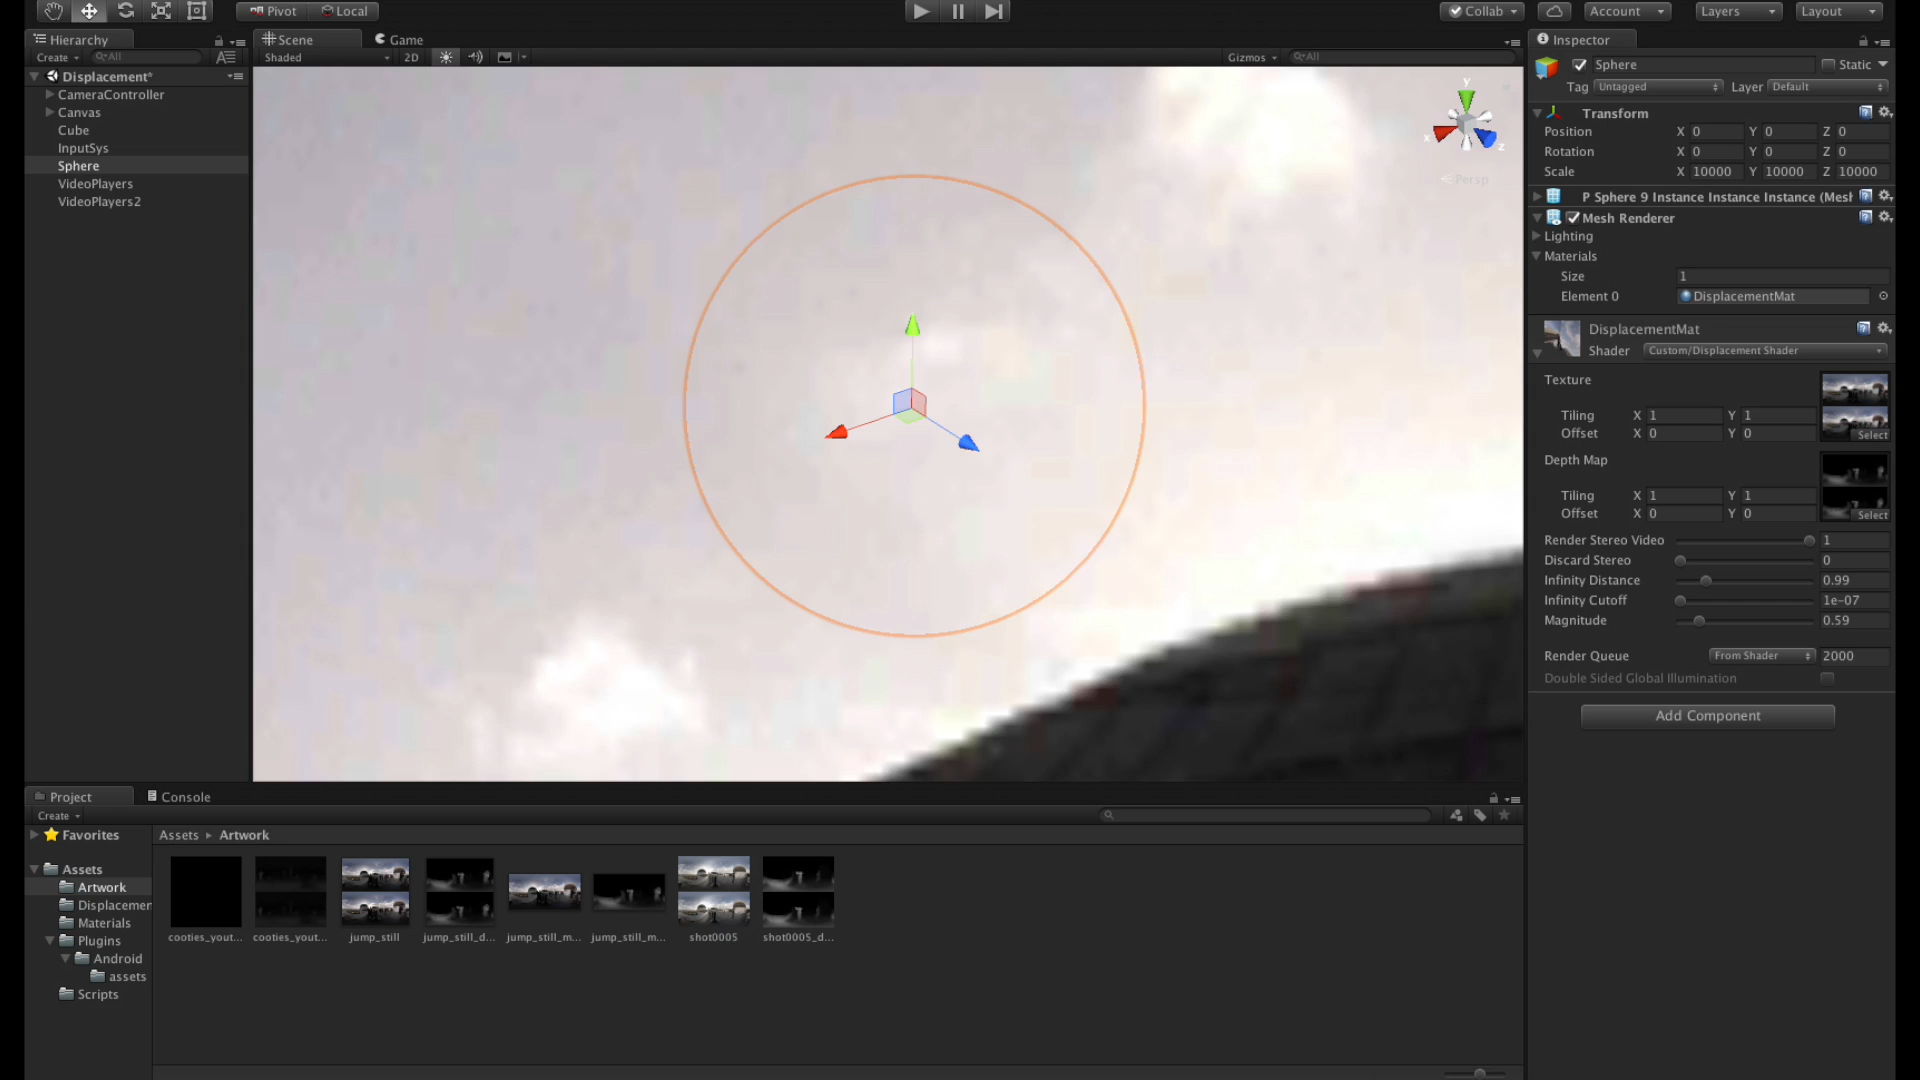 Pivot Local Collab Account Layers Layout
Hierarchy Scene Game Inspector
Create All Shaded 2D Gizmos All
Displacement*
CameraController
Canvas
Cube
InputSys
Sphere
VideoPlayers
VideoPlayers2
y
x
z
Persp
Sphere Static
Tag Untagged Layer Default
Transform
Position X 0 Y 0 Z 0
Rotation X 0 Y 0 Z 0
Scale X 10000 Y 10000 Z 10000
P Sphere 9 Instance Instance Instance (Mesh
Mesh Renderer
Lighting
Materials
Size 1
Element 0 DisplacementMat
DisplacementMat
Shader Custom/Displacement Shader
Texture
Tiling X 1 Y 1
Offset X 0 Y 0 Select
Depth Map
Tiling X 1 Y 1
Offset X 0 Y 0 Select
Render Stereo Video 1
Discard Stereo 0
Infinity Distance 0.99
Infinity Cutoff 1e-07
Magnitude 0.59
Render Queue From Shader 2000
Double Sided Global Illumination
Add Component
Project Console
Create
Favorites
Assets
Artwork
Displacemen
Materials
Plugins
Android
assets
Scripts
Assets ▸ Artwork
cooties_yout... cooties_yout... jump_still jump_still_d... jump_still_m... jump_still_m... shot0005 shot0005_d...